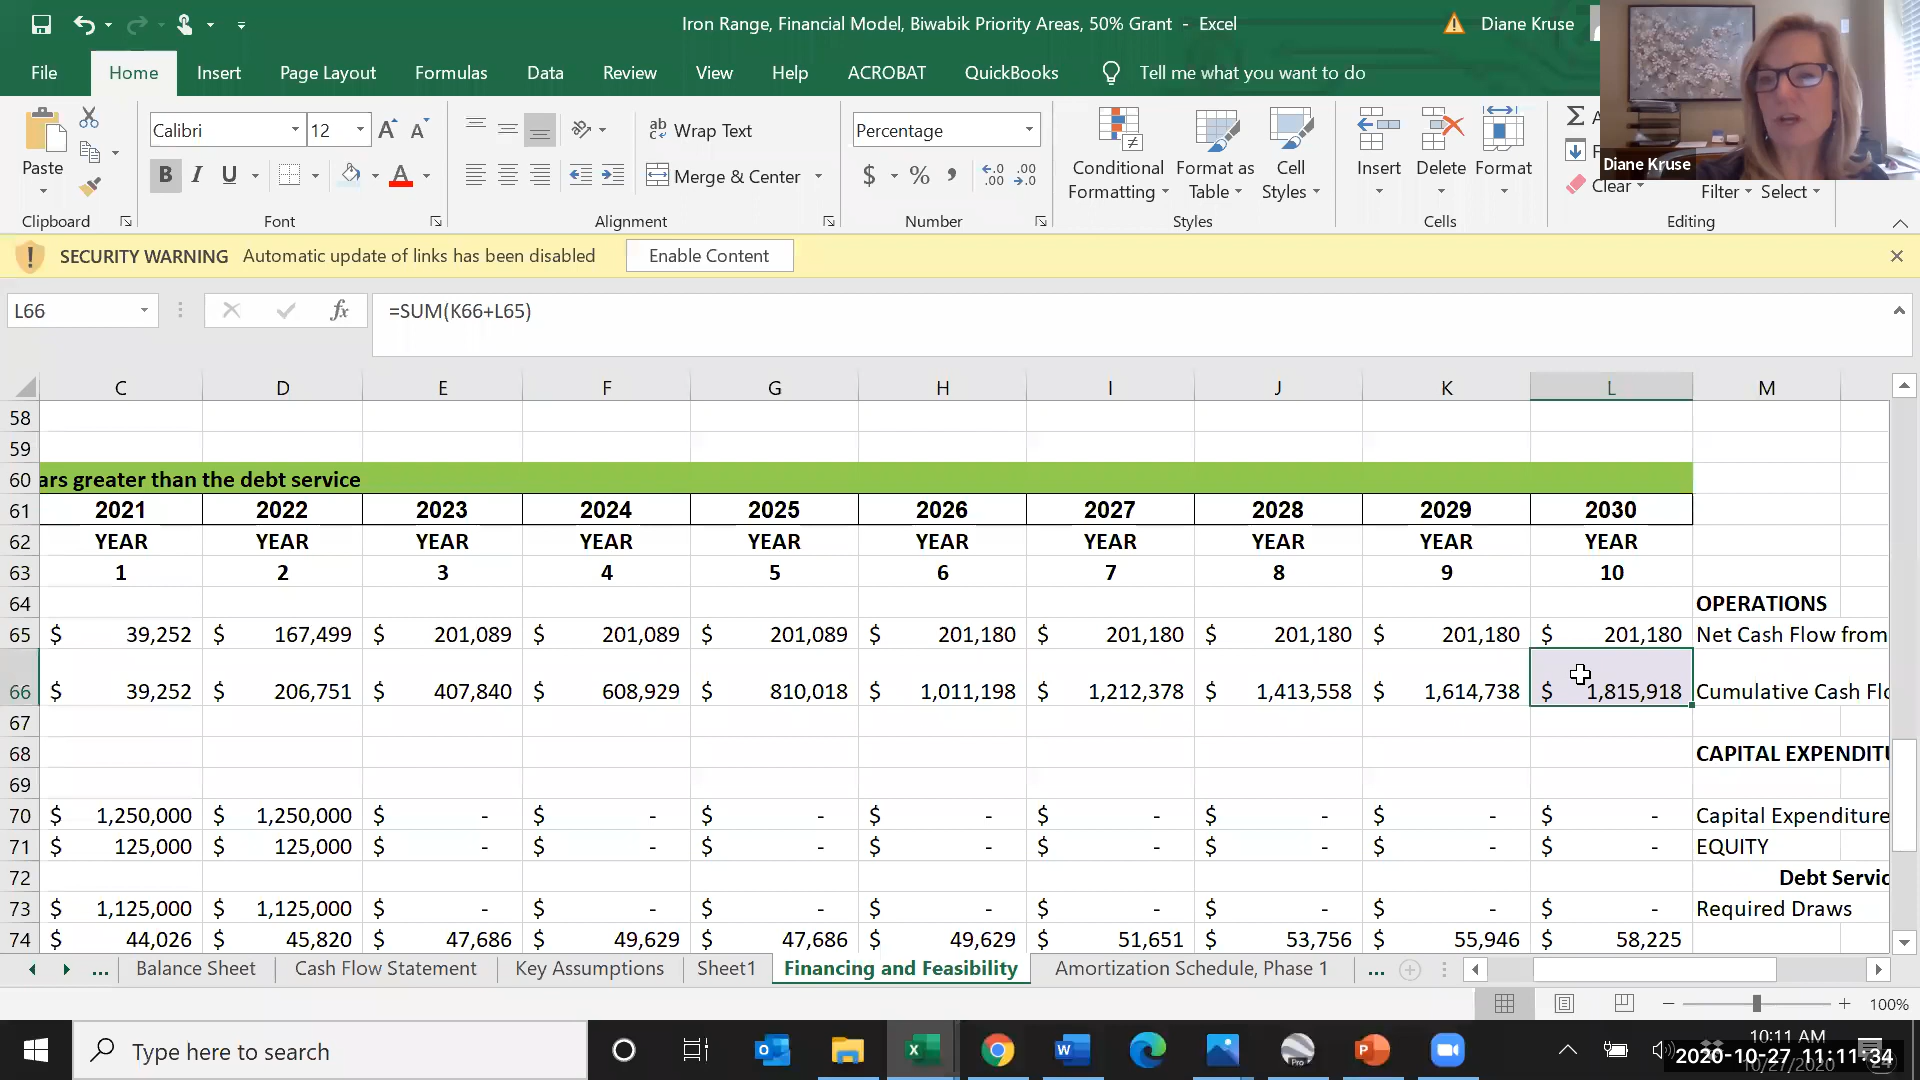 Iron Range, Financial Model, Biwabik Priority Areas, 50% Grant - Excel
Diane Kruse
File Home Insert Page Layout Formulas Data Review View Help ACROBAT QuickBooks Tell me what you want to do
Calibri 12 Wrap Text Percentage
Paste Merge & Center Conditional Formatting Format as Table Cell Styles Insert Delete Format Clear Filter Select
Diane Kruse
Clipboard Font Alignment Number Styles Cells Editing
SECURITY WARNING Automatic update of links has been disabled Enable Content
L66 fx =SUM(K66+L65)
C D E F G H I J K L M
58
59
60 ars greater than the debt service
61 2021 2022 2023 2024 2025 2026 2027 2028 2029 2030
62 YEAR YEAR YEAR YEAR YEAR YEAR YEAR YEAR YEAR YEAR
63 1 2 3 4 5 6 7 8 9 10
64 OPERATIONS
65 $ 39,252 $ 167,499 $ 201,089 $ 201,089 $ 201,089 $ 201,180 $ 201,180 $ 201,180 $ 201,180 $ 201,180 Net Cash Flow from
66 $ 39,252 $ 206,751 $ 407,840 $ 608,929 $ 810,018 $ 1,011,198 $ 1,212,378 $ 1,413,558 $ 1,614,738 $ 1,815,918 Cumulative Cash Flo
67
68 CAPITAL EXPENDITU
69
70 $ 1,250,000 $ 1,250,000 $ - $ - $ - $ - $ - $ - $ - $ - Capital Expenditure
71 $ 125,000 $ 125,000 $ - $ - $ - $ - $ - $ - $ - $ - EQUITY
72 Debt Servic
73 $ 1,125,000 $ 1,125,000 $ - $ - $ - $ - $ - $ - $ - $ - Required Draws
74 $ 44,026 $ 45,820 $ 47,686 $ 49,629 $ 47,686 $ 49,629 $ 51,651 $ 53,756 $ 55,946 $ 58,225
... Balance Sheet Cash Flow Statement Key Assumptions Sheet1 Financing and Feasibility Amortization Schedule, Phase 1 ...
100%
Type here to search
10:11 AM
2020-10-27 11:11:34
10/27/2020